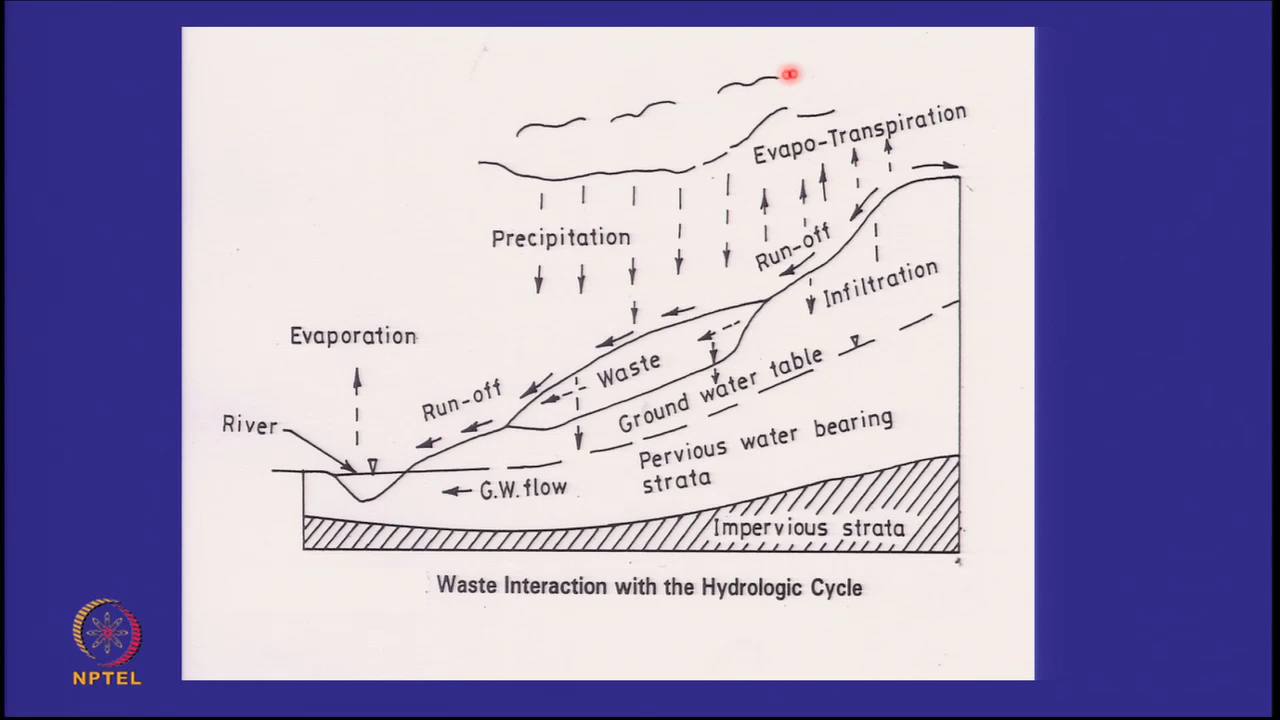 Evapo-Transpiration
Precipitation
Run-off
Infiltration
Evaporation
Waste
Run-off
Ground water table
River
Pervious water bearing
strata
G.W. flow
Impervious strata
Waste Interaction with the Hydrologic Cycle
NPTEL